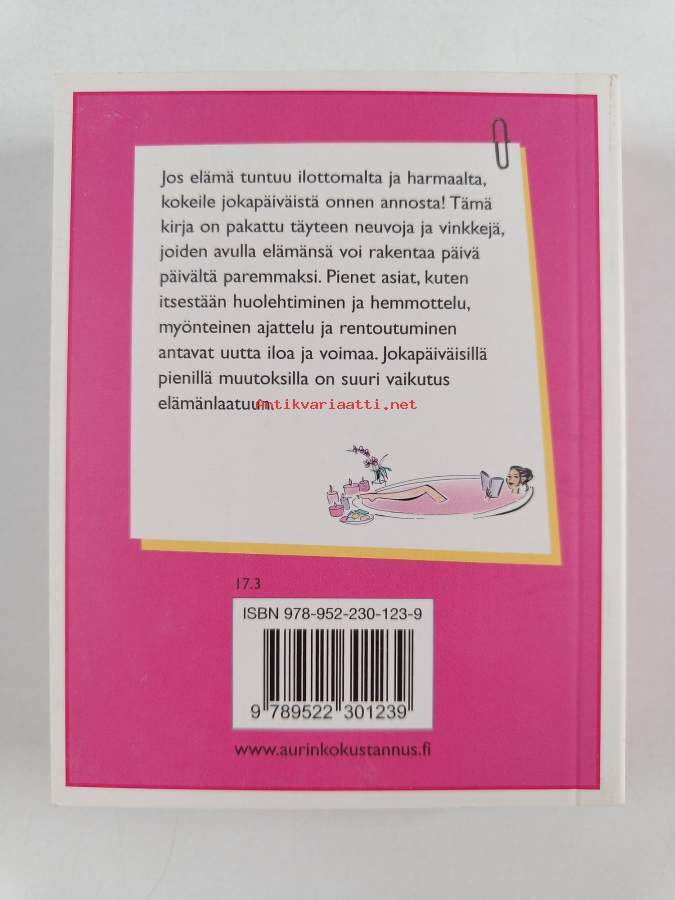 Jos elämä tuntuu ilottomalta ja harmaalta,
kokeile jokapäiväistä onnen annosta! Tämä
kirja on pakattu täyteen neuvoja ja vinkkejä,
joiden avulla elämänsä voi rakentaa päivä
päivältä paremmaksi. Pienet asiat, kuten
itsestään huolehtiminen ja hemmottelu,
myönteinen ajattelu ja rentoutuminen
antavat uutta iloa ja voimaa. Jokapäiväisillä
pienillä muutoksilla on suuri vaikutus
elämänlaatuun.
antikvariaatti.net
17.3
ISBN 978-952-230-123-9
9 789522 301239
www.aurinkokustannus.fi